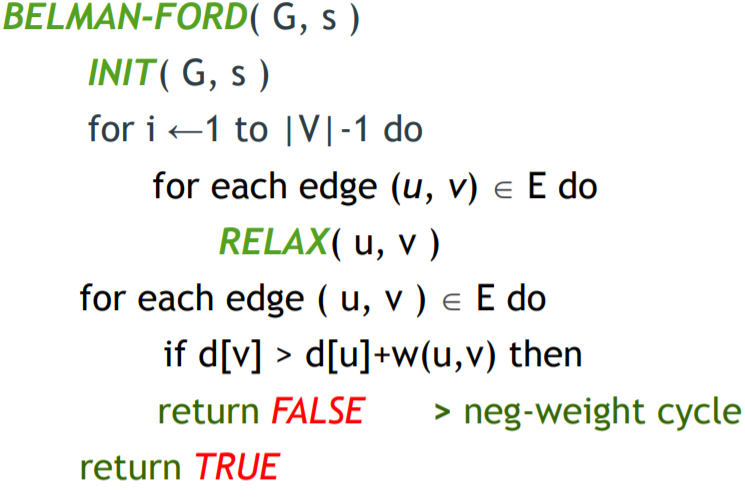 BELMAN-FORD( G, s )
INIT( G, s )
for i ←1 to |V|-1 do
for each edge (u, v) ∈ E do
RELAX( u, v )
for each edge ( u, v ) ∈ E do
if d[v] > d[u]+w(u,v) then
return FALSE > neg-weight cycle
return TRUE